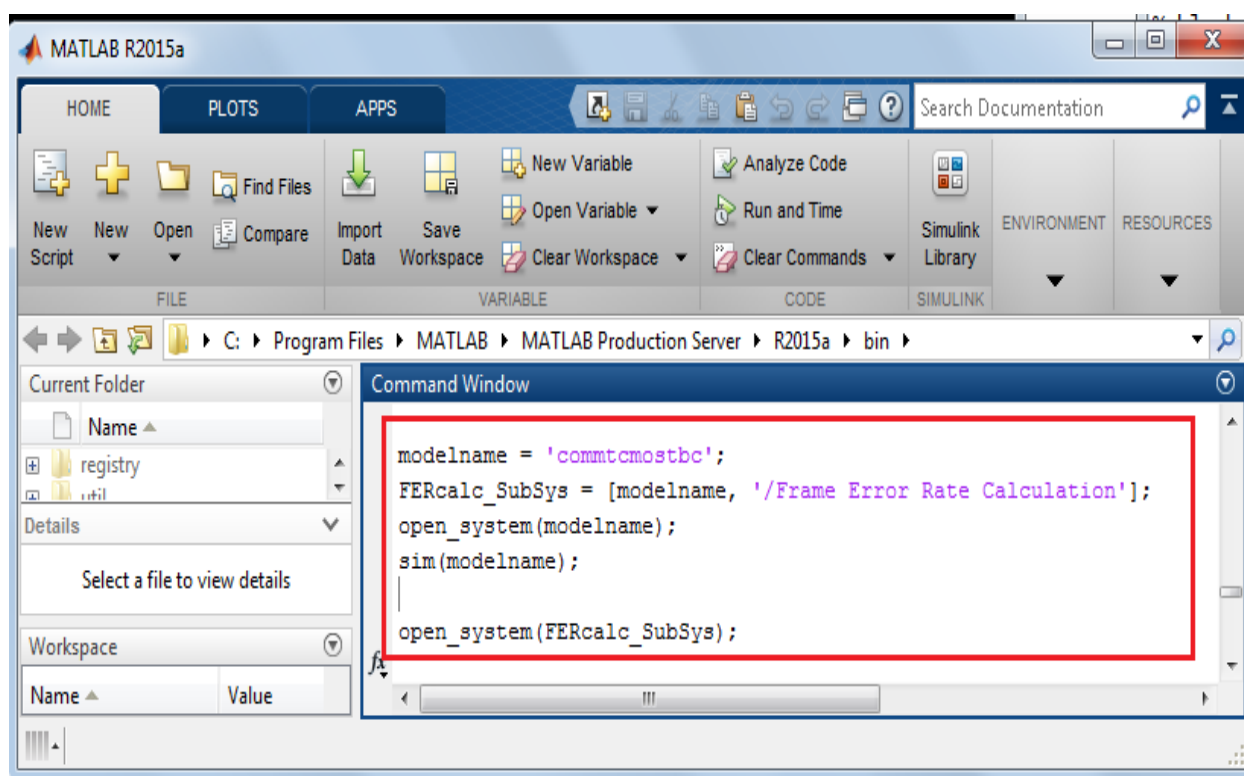 MATLAB R2015a
HOME PLOTS APPS Search Documentation
New Script
New
Open
Find Files
Compare
Import Data
Save Workspace
New Variable
Open Variable
Clear Workspace
Analyze Code
Run and Time
Clear Commands
Simulink Library
ENVIRONMENT
RESOURCES
FILE VARIABLE CODE SIMULINK
C: Program Files MATLAB MATLAB Production Server R2015a bin
Current Folder
Name
registry
util
Details
Select a file to view details
Workspace
Name Value
Command Window
modelname = 'commtcmostbc';
FERcalc_SubSys = [modelname, '/Frame Error Rate Calculation'];
open_system(modelname);
sim(modelname);
open_system(FERcalc_SubSys);
fx